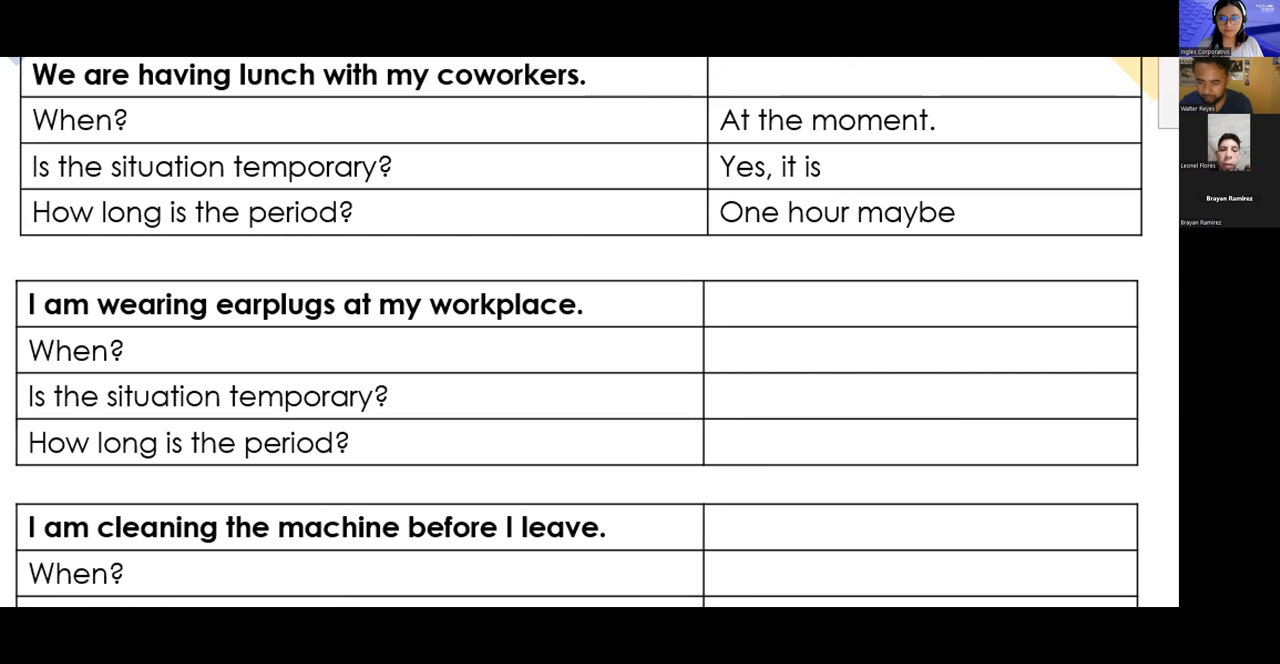 We are having lunch with my coworkers.
When? At the moment.
Is the situation temporary? Yes, it is
How long is the period? One hour maybe
I am wearing earplugs at my workplace.
When?
Is the situation temporary?
How long is the period?
I am cleaning the machine before I leave.
When?
Ingles Corporativo
Walter Reyes
Leonel Flores
Brayan Ramirez
Brayan Ramirez